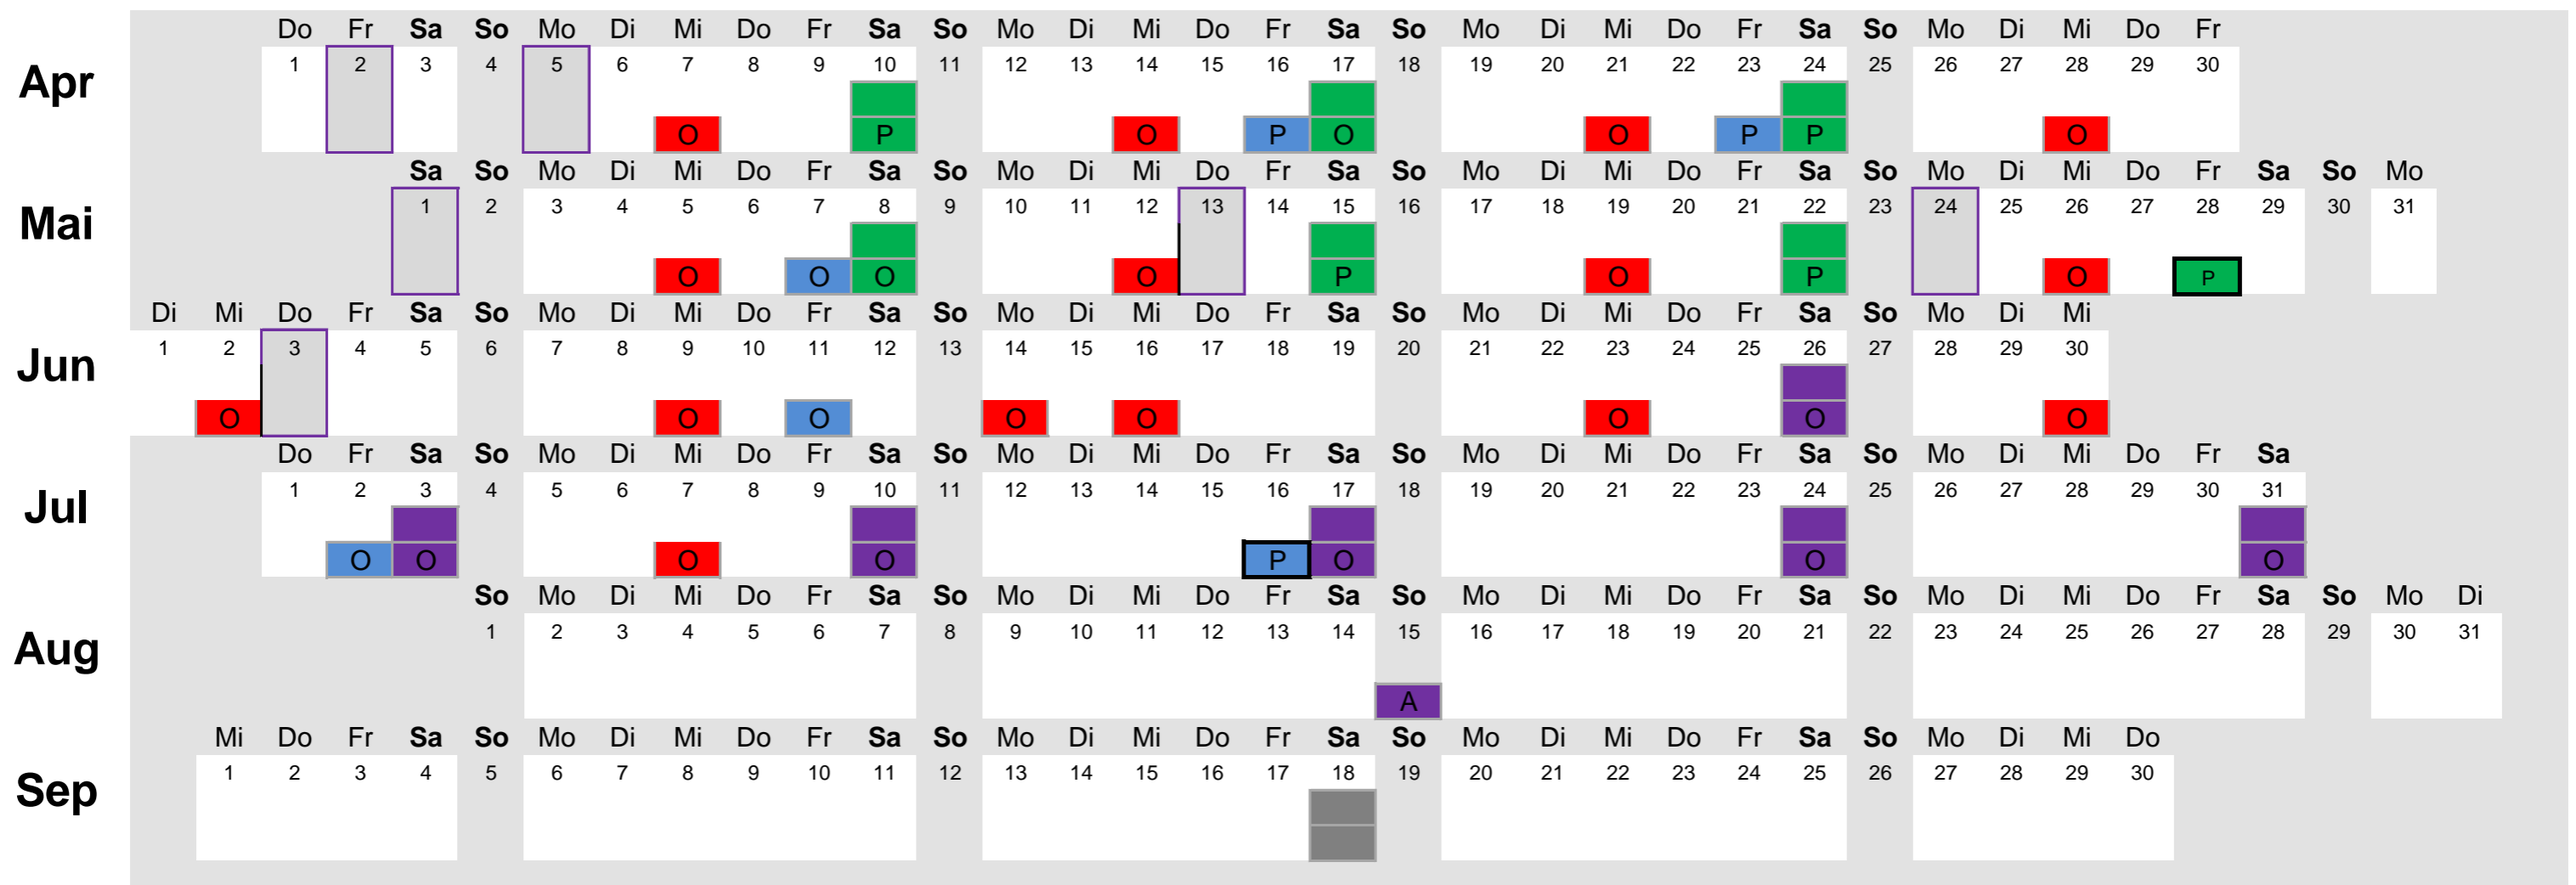 Do Fr Sa So Mo Di Mi Do Fr Sa So Mo Di Mi Do Fr Sa So Mo Di Mi Do Fr Sa So Mo Di Mi Do Fr
Apr 1 2 3 4 5 6 7 8 9 10 11 12 13 14 15 16 17 18 19 20 21 22 23 24 25 26 27 28 29 30
O P O P O O P P O
Sa So Mo Di Mi Do Fr Sa So Mo Di Mi Do Fr Sa So Mo Di Mi Do Fr Sa So Mo Di Mi Do Fr Sa So Mo
Mai 1 2 3 4 5 6 7 8 9 10 11 12 13 14 15 16 17 18 19 20 21 22 23 24 25 26 27 28 29 30 31
O O O O P O P O P
Di Mi Do Fr Sa So Mo Di Mi Do Fr Sa So Mo Di Mi Do Fr Sa So Mo Di Mi Do Fr Sa So Mo Di Mi
Jun 1 2 3 4 5 6 7 8 9 10 11 12 13 14 15 16 17 18 19 20 21 22 23 24 25 26 27 28 29 30
O O O O O O O O
Do Fr Sa So Mo Di Mi Do Fr Sa So Mo Di Mi Do Fr Sa So Mo Di Mi Do Fr Sa So Mo Di Mi Do Fr Sa
Jul 1 2 3 4 5 6 7 8 9 10 11 12 13 14 15 16 17 18 19 20 21 22 23 24 25 26 27 28 29 30 31
O O O O P O O O
So Mo Di Mi Do Fr Sa So Mo Di Mi Do Fr Sa So Mo Di Mi Do Fr Sa So Mo Di Mi Do Fr Sa So Mo Di
Aug 1 2 3 4 5 6 7 8 9 10 11 12 13 14 15 16 17 18 19 20 21 22 23 24 25 26 27 28 29 30 31
A
Mi Do Fr Sa So Mo Di Mi Do Fr Sa So Mo Di Mi Do Fr Sa So Mo Di Mi Do Fr Sa So Mo Di Mi Do
Sep 1 2 3 4 5 6 7 8 9 10 11 12 13 14 15 16 17 18 19 20 21 22 23 24 25 26 27 28 29 30